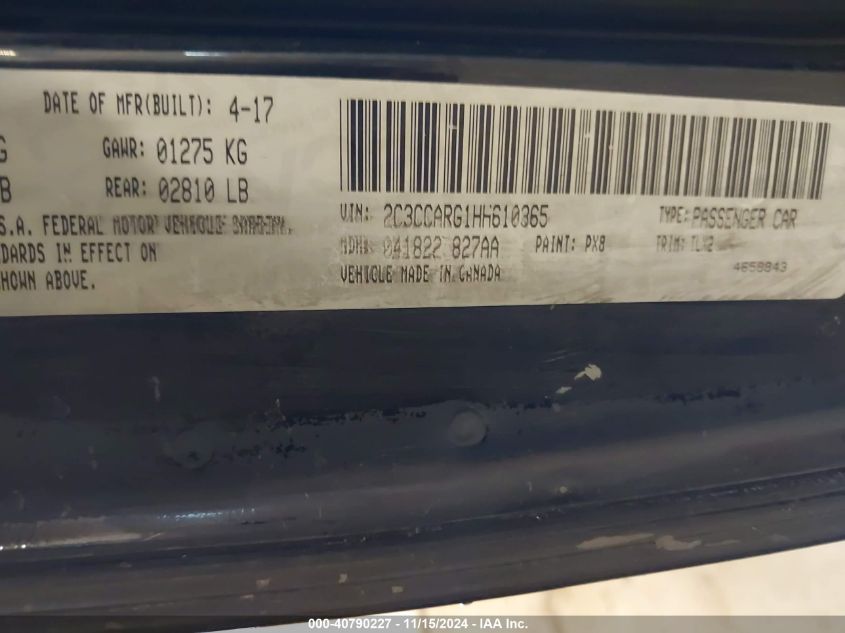 DATE OF MFR(BUILT): 4-17
G GAWR: 01275 KG
B REAR: 02810 LB
S.A. FEDERAL MOTOR VEHICLE SAFETY
DARDS IN EFFECT ON
HOWN ABOVE.
VIN: 2C3CCARG1HH610365 TYPE: PASSENGER CAR
MDH: 041822 827AA PAINT: PX8 TRIM:
4658843
VEHICLE MADE IN CANADA
000-40790227 - 11/15/2024 - IAA Inc.